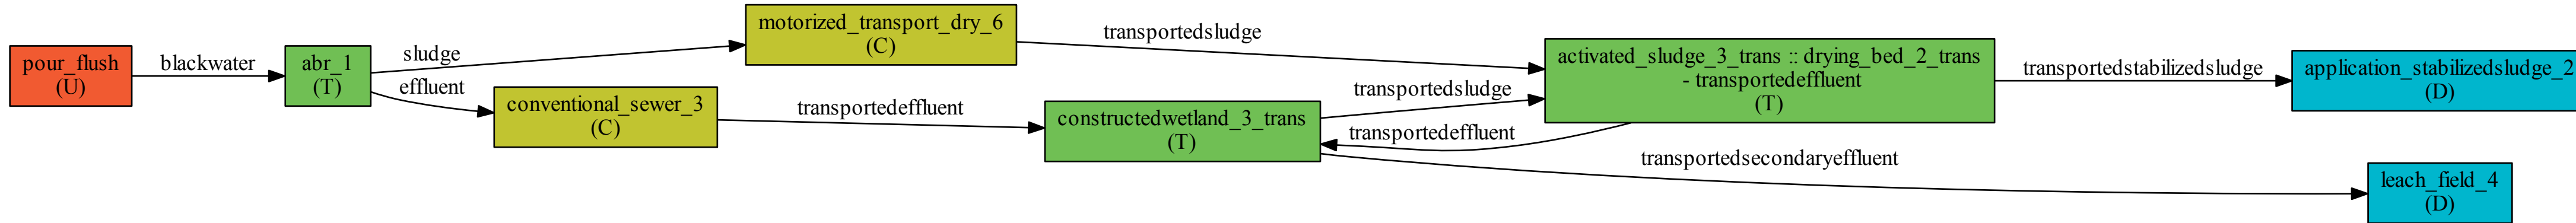 pour_flush
(U)
blackwater
abr_1
(T)
sludge
effluent
motorized_transport_dry_6
(C)
conventional_sewer_3
(C)
transportedsludge
transportedeffluent
constructedwetland_3_trans
(T)
transportedsludge
transportedeffluent
activated_sludge_3_trans :: drying_bed_2_trans
- transportedeffluent
(T)
transportedsecondaryeffluent
transportedstabilizedsludge
application_stabilizedsludge_2
(D)
leach_field_4
(D)